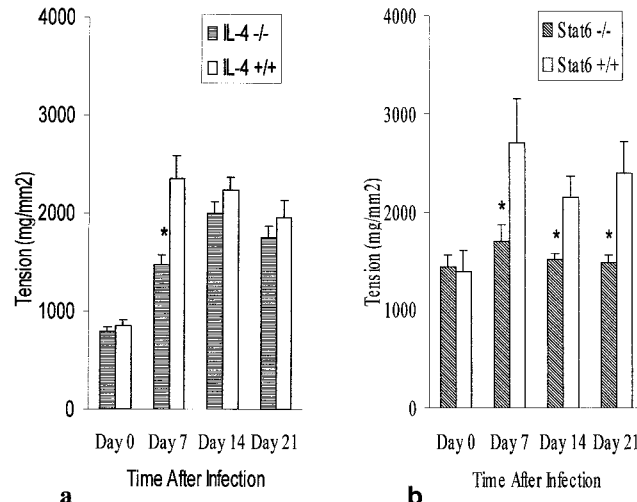 4000
3000
2000
1000
0
Tension (mg/mm2)
IL-4 -/-
IL-4 +/+
*
Day 0 Day 7 Day 14 Day 21
Time After Infection
a
4000
3000
2000
1000
0
Tension (mg/mm2)
Stat6 -/-
Stat6 +/+
*
*
*
Day 0 Day 7 Day 14 Day 21
Time After Infection
b